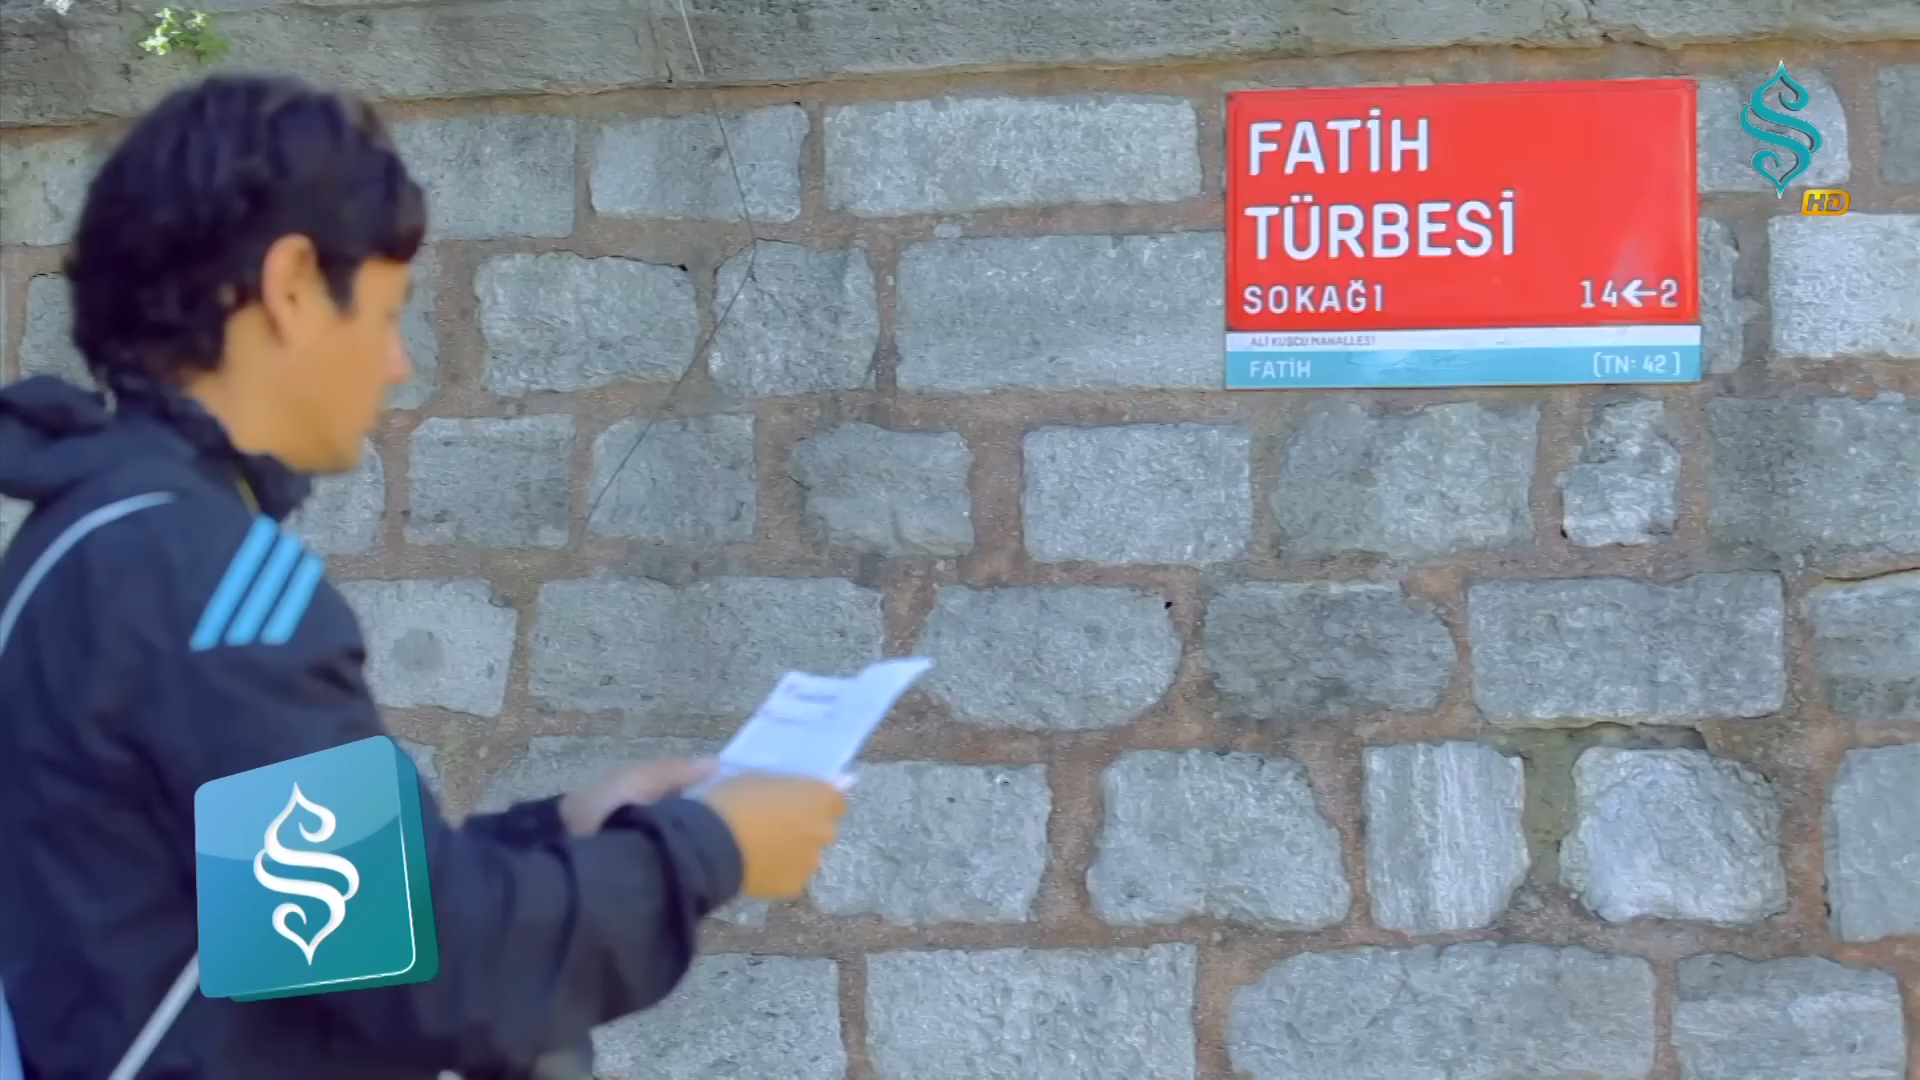 FATİH
TÜRBESİ
SOKAĞI 14←2
ALİ KUŞCU MAHALLESİ
FATİH (TN: 42 )
HD